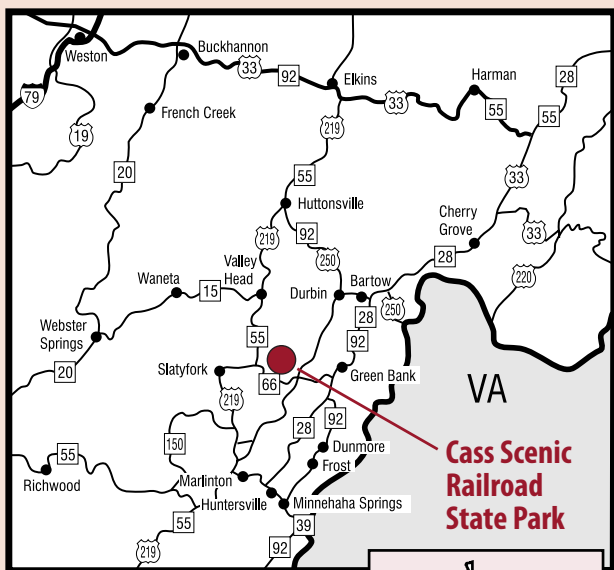 Weston
Buckhannon
33
92
Elkins
Harman
28
79
French Creek
33
55
55
19
219
20
55
33
Huttonsville
92
Cherry
Grove
33
219
250
28
220
Valley
Head
Waneta
15
Durbin
Bartow
250
28
Webster
Springs
55
92
Slatyfork
66
Green Bank
20
VA
219
92
28
150
Dunmore
55
Frost
Richwood
Marlinton
Huntersville
Minnehaha Springs
55
39
219
92
Cass Scenic
Railroad
State Park